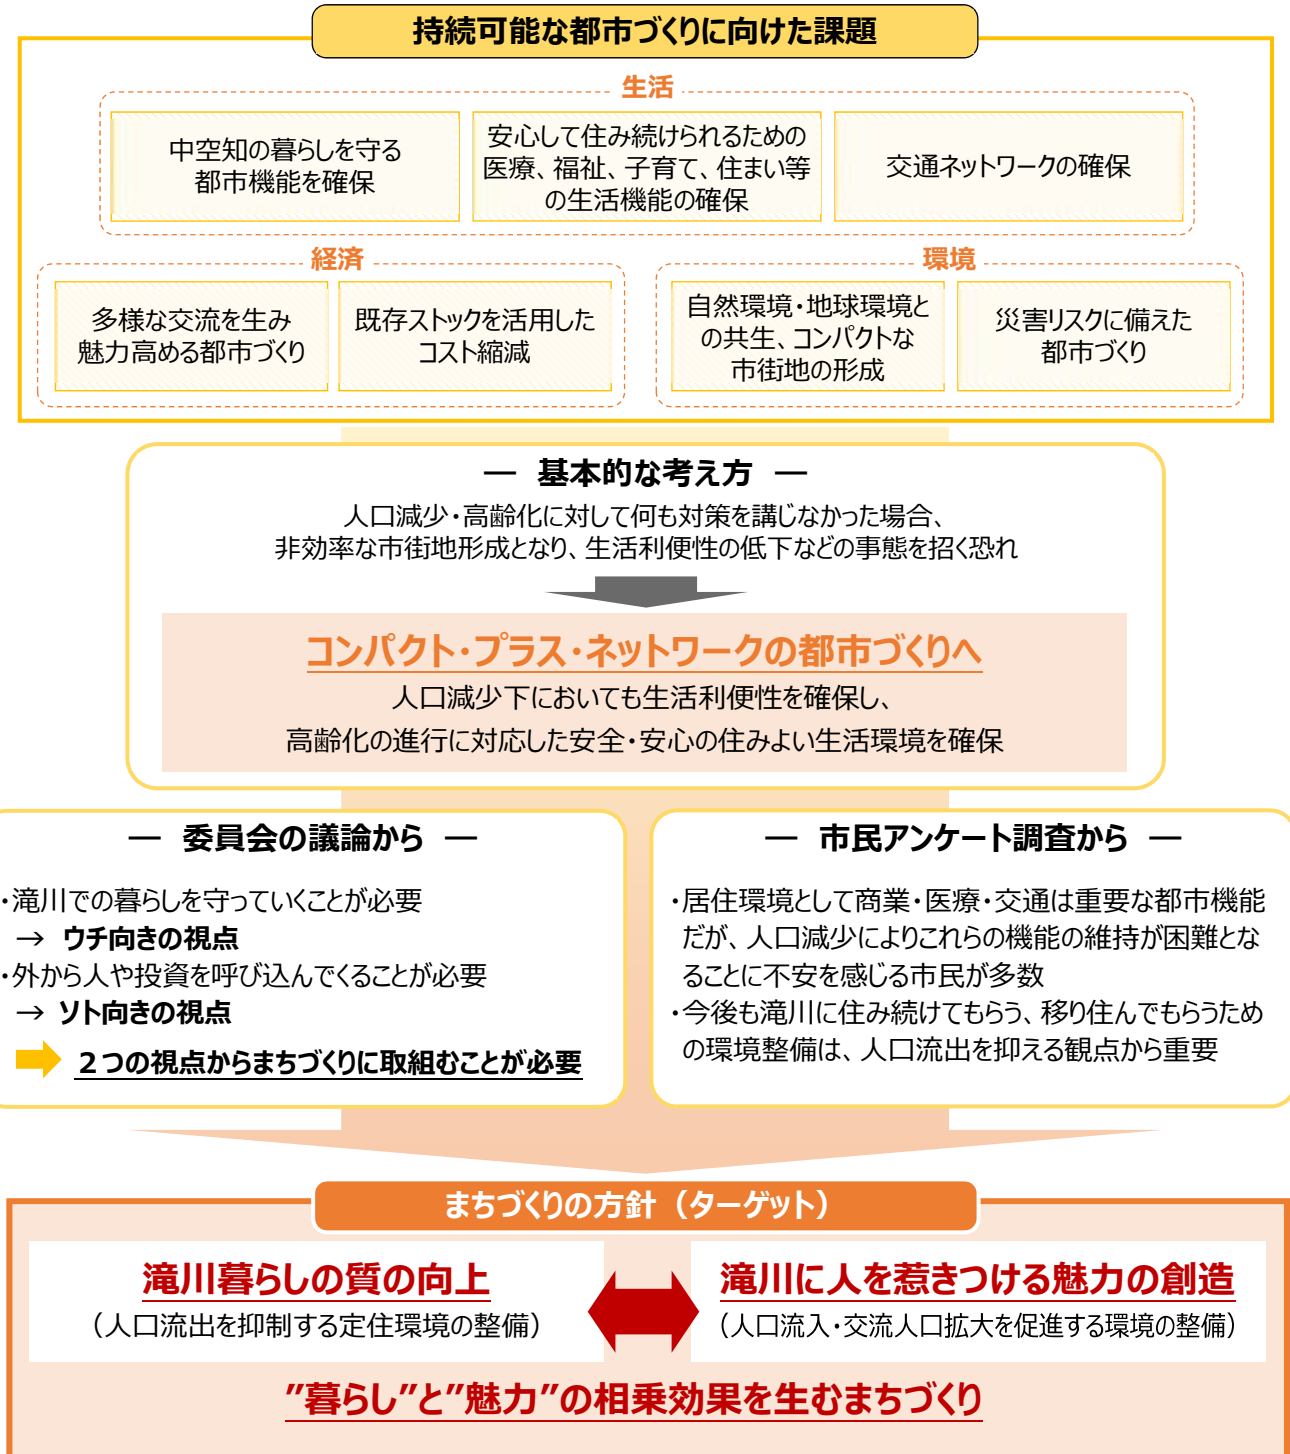 持続可能な都市づくりに向けた課題
生活
中空知の暮らしを守る
都市機能を確保
安心して住み続けられるための
医療、福祉、子育て、住まい等
の生活機能の確保
交通ネットワークの確保
経済
多様な交流を生み
魅力高める都市づくり
既存ストックを活用した
コスト縮減
環境
自然環境・地球環境と
の共生、コンパクトな
市街地の形成
災害リスクに備えた
都市づくり
― 基本的な考え方 ―
人口減少・高齢化に対して何も対策を講じなかった場合、
非効率な市街地形成となり、生活利便性の低下などの事態を招く恐れ
コンパクト・プラス・ネットワークの都市づくりへ
人口減少下においても生活利便性を確保し、
高齢化の進行に対応した安全・安心の住みよい生活環境を確保
― 委員会の議論から ―
・滝川での暮らしを守っていくことが必要
→ ウチ向きの視点
・外から人や投資を呼び込んでくることが必要
→ ソト向きの視点
２つの視点からまちづくりに取組むことが必要
― 市民アンケート調査から ―
・居住環境として商業・医療・交通は重要な都市機能
だが、人口減少によりこれらの機能の維持が困難とな
ることに不安を感じる市民が多数
・今後も滝川に住み続けてもらう、移り住んでもらうため
の環境整備は、人口流出を抑える観点から重要
まちづくりの方針（ターゲット）
滝川暮らしの質の向上
（人口流出を抑制する定住環境の整備）
滝川に人を惹きつける魅力の創造
（人口流入・交流人口拡大を促進する環境の整備）
”暮らし”と”魅力”の相乗効果を生むまちづくり